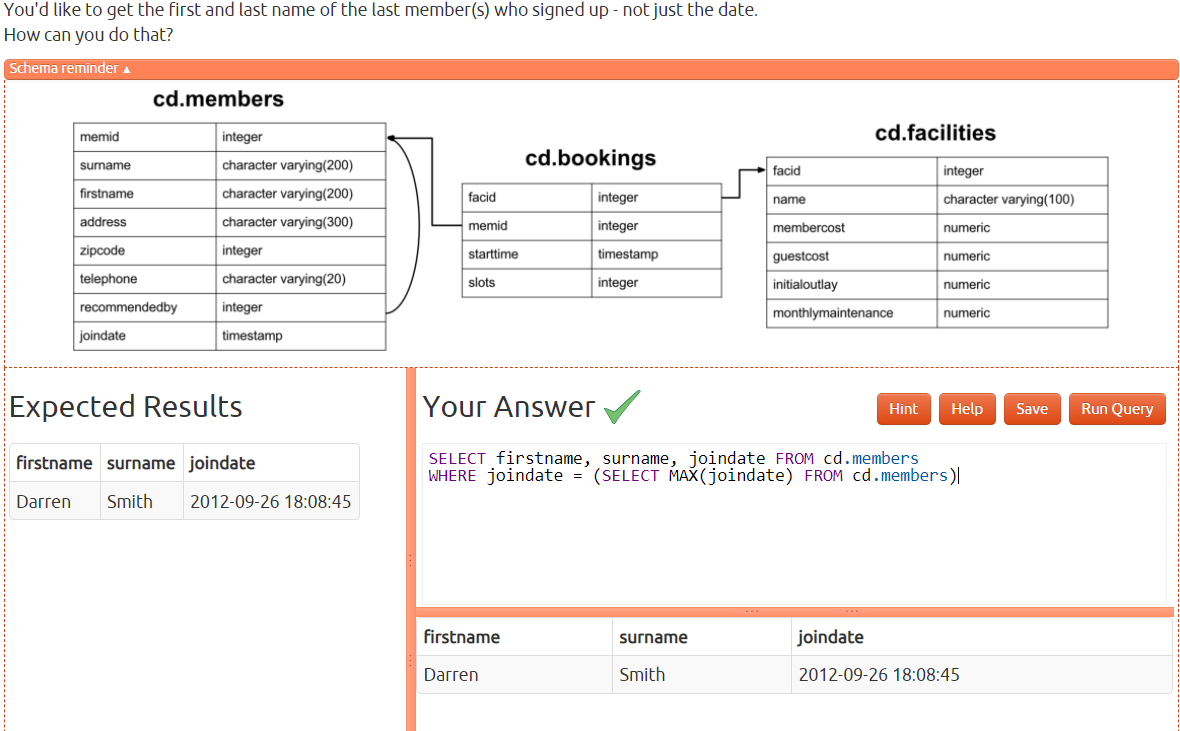 You'd like to get the first and last name of the last member(s) who signed up - not just the date.
How can you do that?
Schema reminder ▲
cd.members
memid integer
surname character varying(200)
firstname character varying(200)
address character varying(300)
zipcode integer
telephone character varying(20)
recommendedby integer
joindate timestamp
cd.bookings
facid integer
memid integer
starttime timestamp
slots integer
cd.facilities
facid integer
name character varying(100)
membercost numeric
guestcost numeric
initialoutlay numeric
monthlymaintenance numeric
Expected Results
firstname surname joindate
Darren Smith 2012-09-26 18:08:45
Your Answer
Hint Help Save Run Query
SELECT firstname, surname, joindate FROM cd.members
WHERE joindate = (SELECT MAX(joindate) FROM cd.members)
firstname surname joindate
Darren Smith 2012-09-26 18:08:45